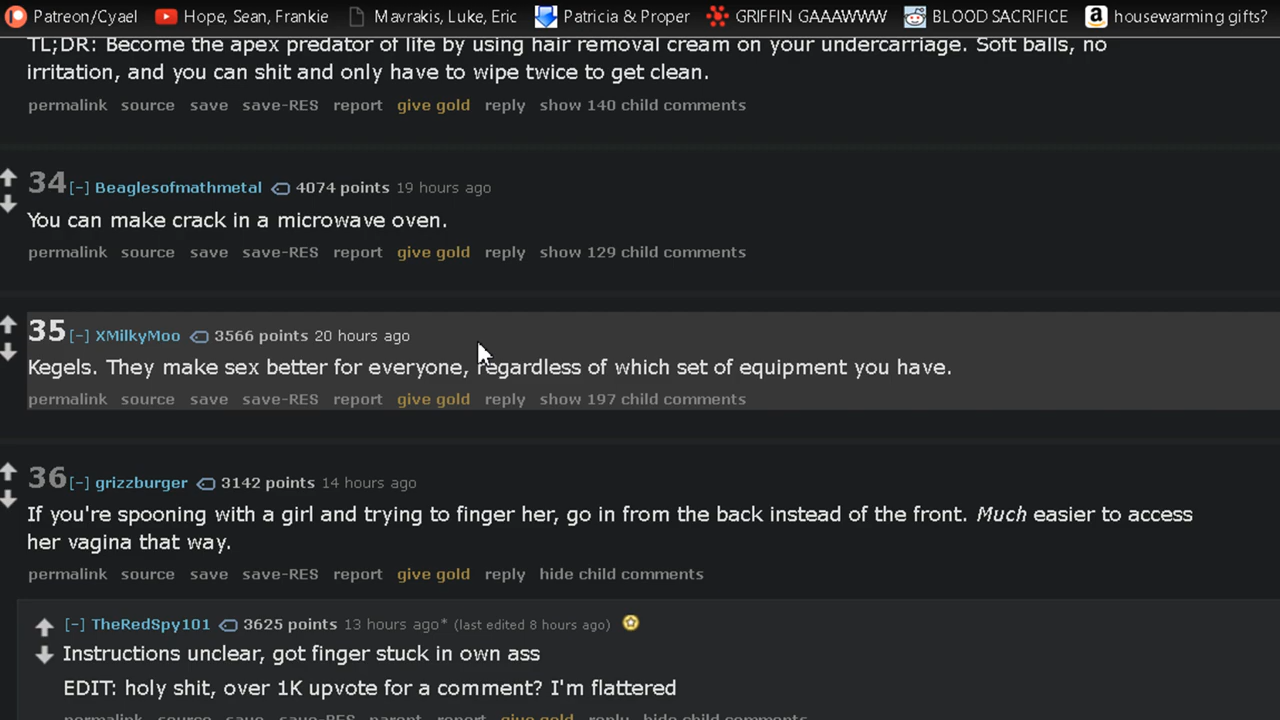 Patreon/Cyael Hope, Sean, Frankie Mavrakis, Luke, Eric Patricia & Proper GRIFFIN GAAAWWW BLOOD SACRIFICE housewarming gifts?
TL;DR: Become the apex predator of life by using hair removal cream on your undercarriage. Soft balls, no
irritation, and you can shit and only have to wipe twice to get clean.
permalink source save save-RES report give gold reply show 140 child comments
34 [-] Beaglesofmathmetal 4074 points 19 hours ago
You can make crack in a microwave oven.
permalink source save save-RES report give gold reply show 129 child comments
35 [-] XMilkyMoo 3566 points 20 hours ago
Kegels. They make sex better for everyone, regardless of which set of equipment you have.
permalink source save save-RES report give gold reply show 197 child comments
36 [-] grizzburger 3142 points 14 hours ago
If you're spooning with a girl and trying to finger her, go in from the back instead of the front. Much easier to access
her vagina that way.
permalink source save save-RES report give gold reply hide child comments
[-] TheRedSpy101 3625 points 13 hours ago* (last edited 8 hours ago)
Instructions unclear, got finger stuck in own ass
EDIT: holy shit, over 1K upvote for a comment? I'm flattered
permalink source save save-RES parent report give gold reply hide child comments